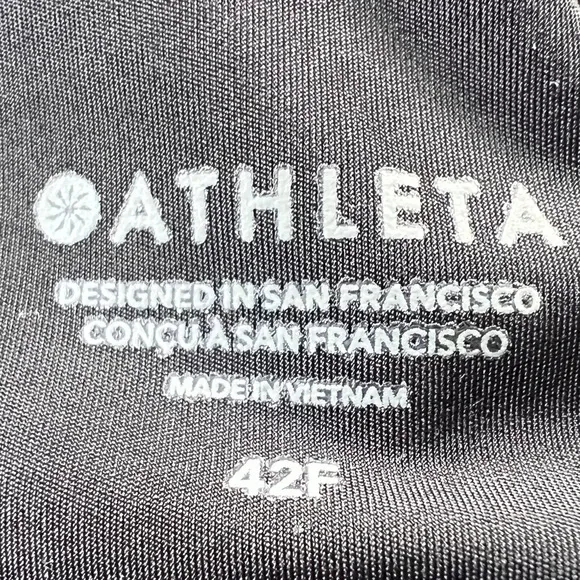 ATHLETA
DESIGNED IN SAN FRANCISCO
CONÇU À SAN FRANCISCO
MADE IN VIETNAM
42F